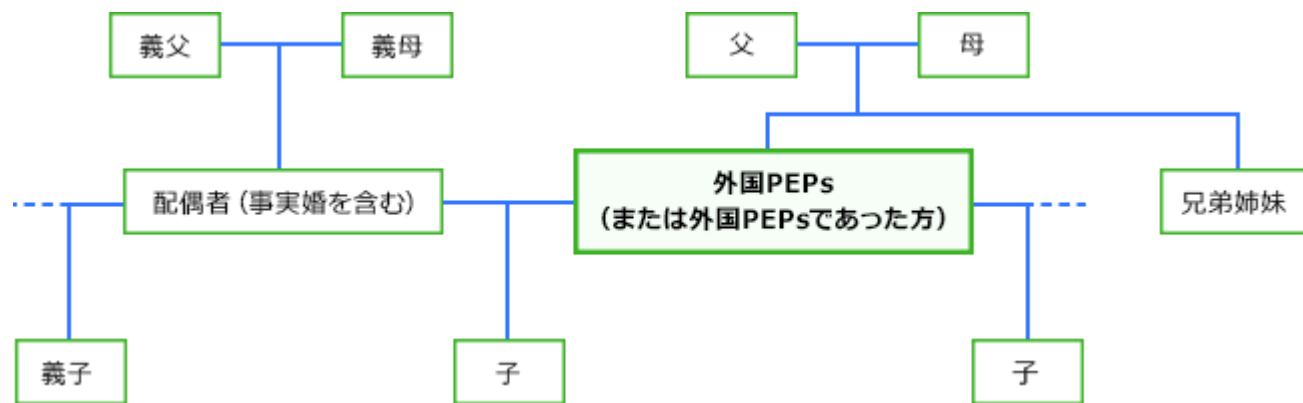 義父
義母
父
母
配偶者（事実婚を含む）
外国PEPs
（または外国PEPsであった方）
兄弟姉妹
義子
子
子